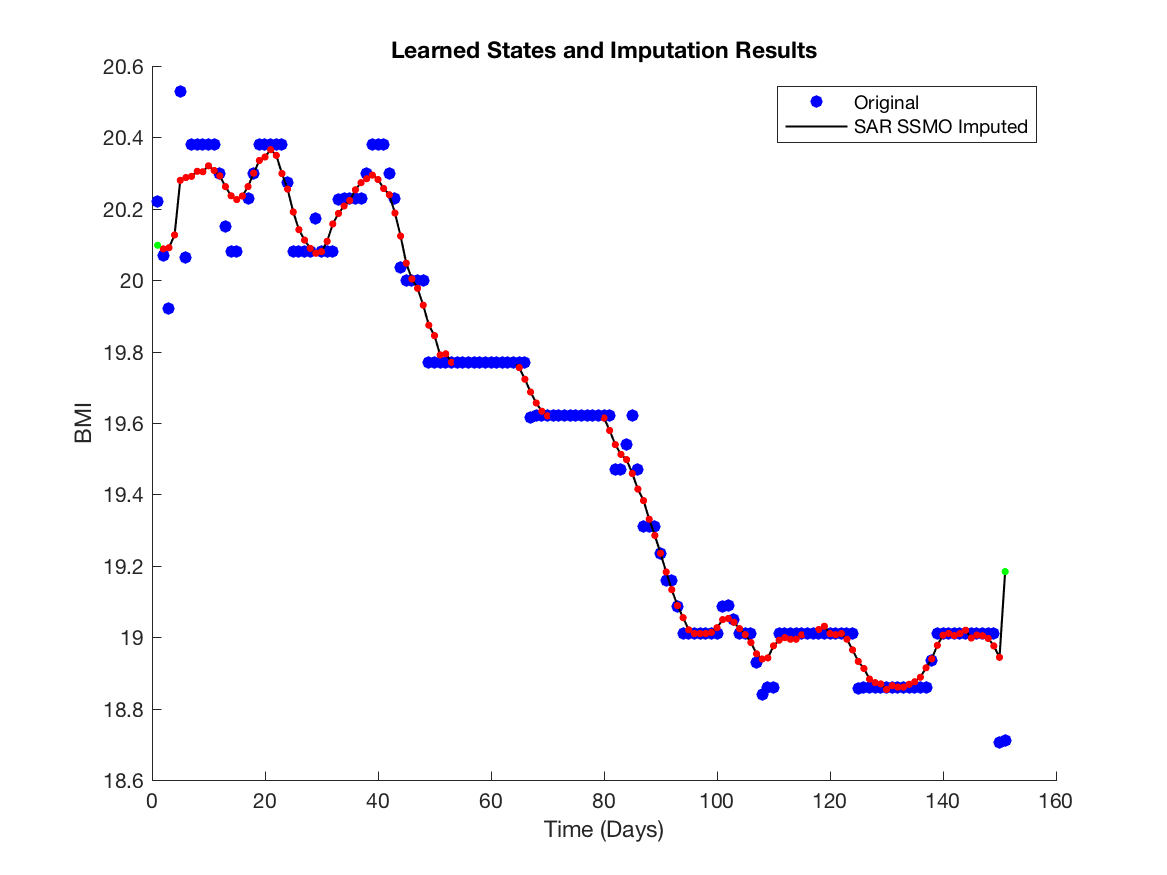 Learned States and Imputation Results
Original
SAR SSMO Imputed
BMI
20.6
20.4
20.2
20
19.8
19.6
19.4
19.2
19
18.8
18.6
0 20 40 60 80 100 120 140 160
Time (Days)